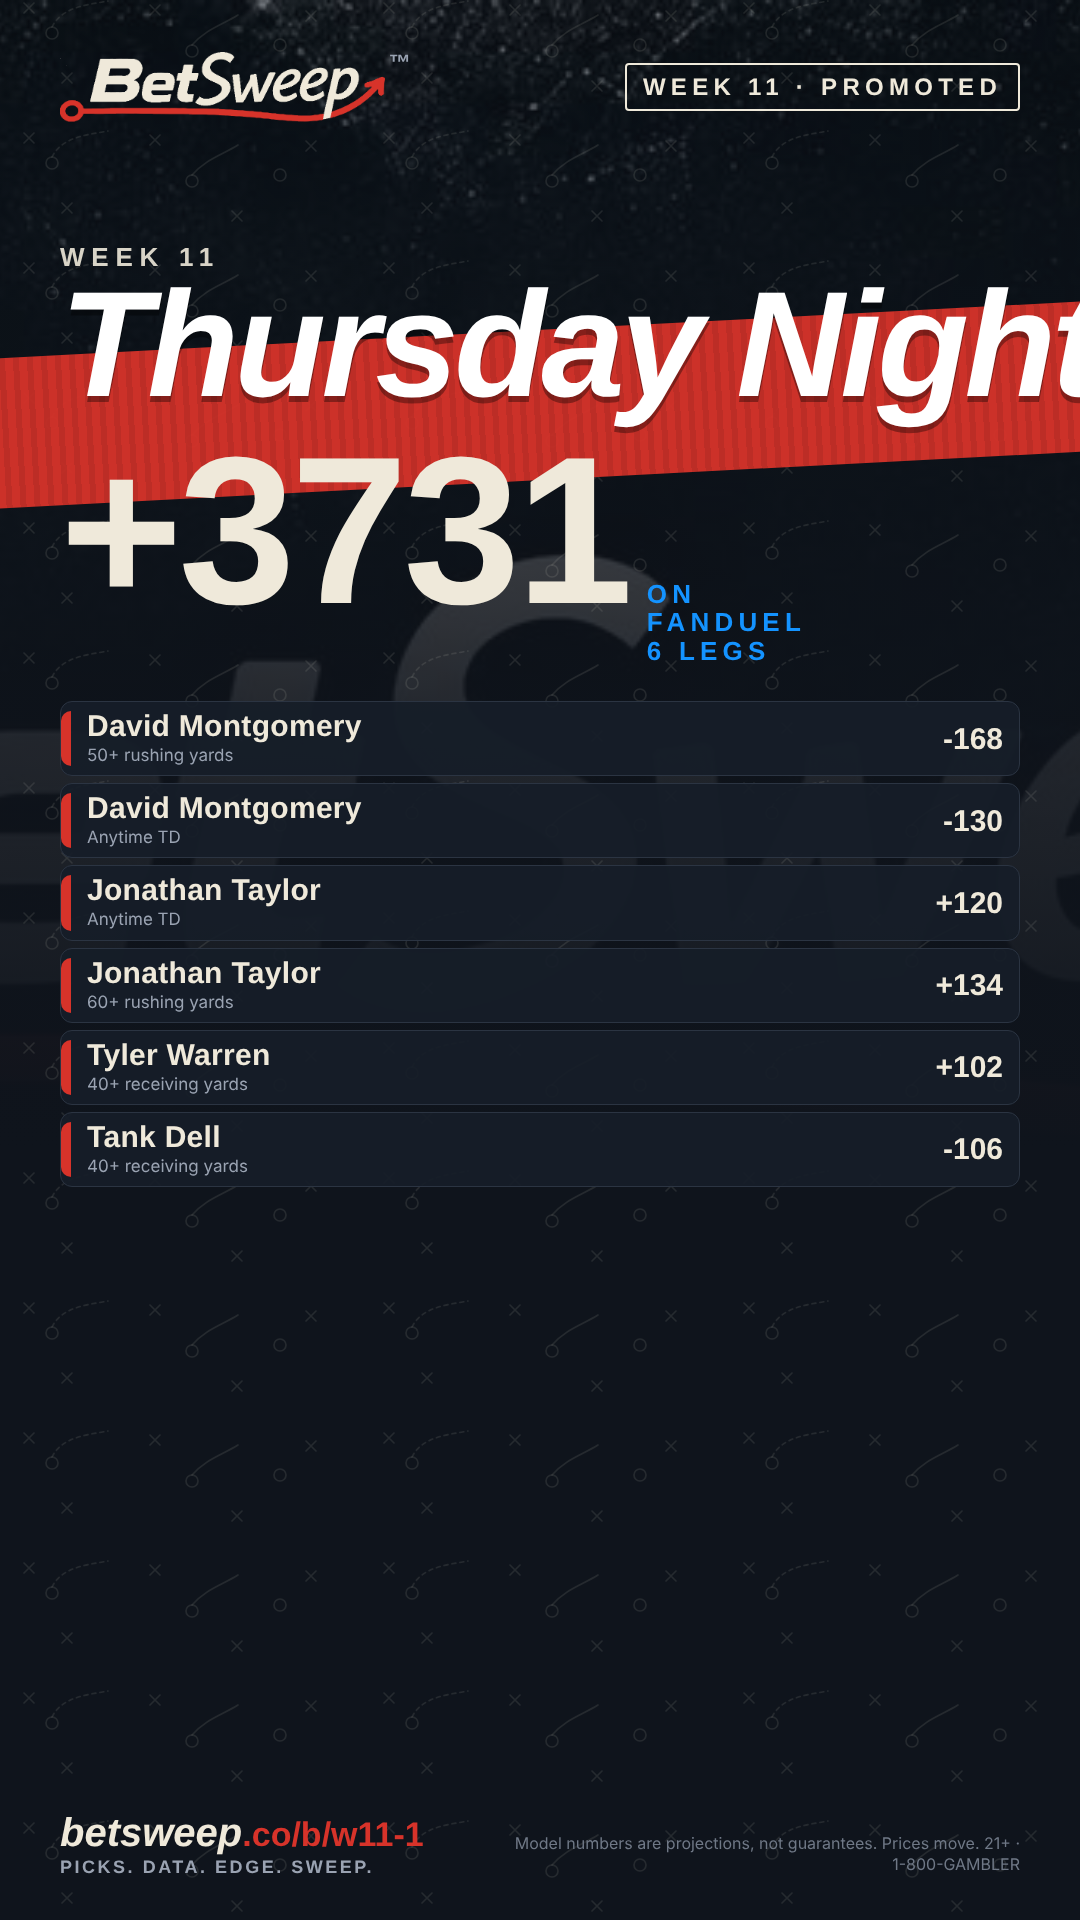 BetSweep™
WEEK 11 · PROMOTED
WEEK 11
Thursday Night
+3731
ON
FANDUEL
6 LEGS
David Montgomery
50+ rushing yards
-168
David Montgomery
Anytime TD
-130
Jonathan Taylor
Anytime TD
+120
Jonathan Taylor
60+ rushing yards
+134
Tyler Warren
40+ receiving yards
+102
Tank Dell
40+ receiving yards
-106
betsweep.co/b/w11-1
PICKS. DATA. EDGE. SWEEP.
Model numbers are projections, not guarantees. Prices move. 21+ ·
1-800-GAMBLER